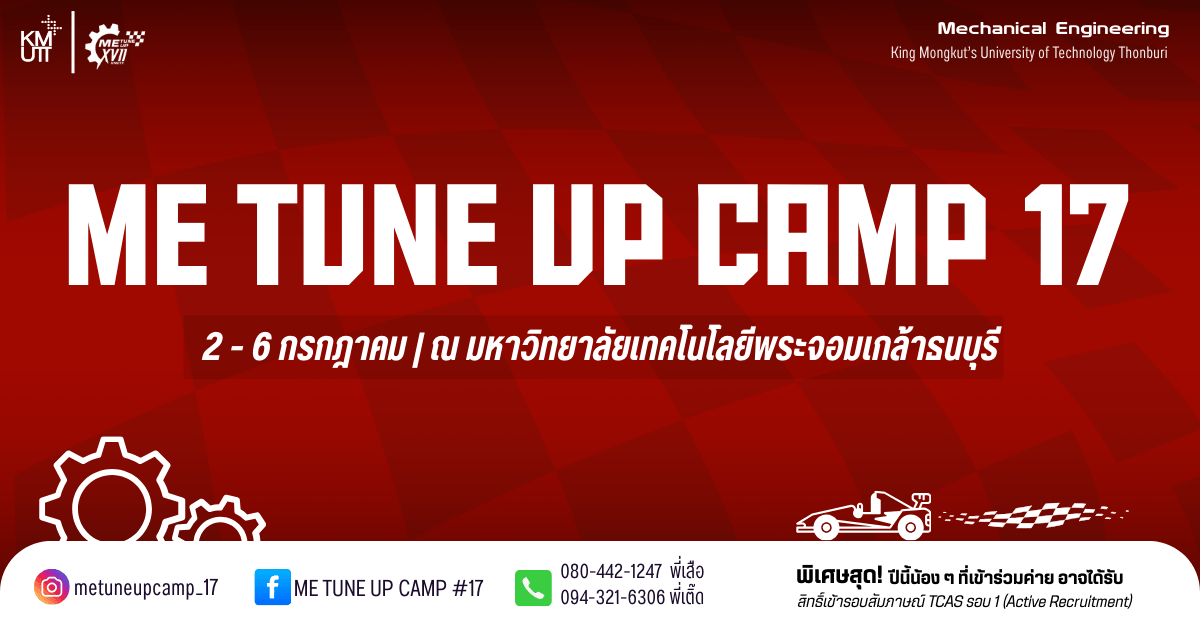 KM
UTT
ME TUNE UP
XVII
Mechanical Engineering
King Mongkut's University of Technology Thonburi
ME TUNE UP CAMP 17
2 - 6 กรกฎาคม | ณ มหาวิทยาลัยเทคโนโลยีพระจอมเกล้าธนบุรี
metuneupcamp_17
ME TUNE UP CAMP #17
080-442-1247 พี่เสือ
094-321-6306 พี่เติ๊ด
พิเศษสุด! ปีนี้น้อง ๆ ที่เข้าร่วมค่าย อาจได้รับ
สิทธิ์เข้ารอบสัมภาษณ์ TCAS รอบ 1 (Active Recruitment)